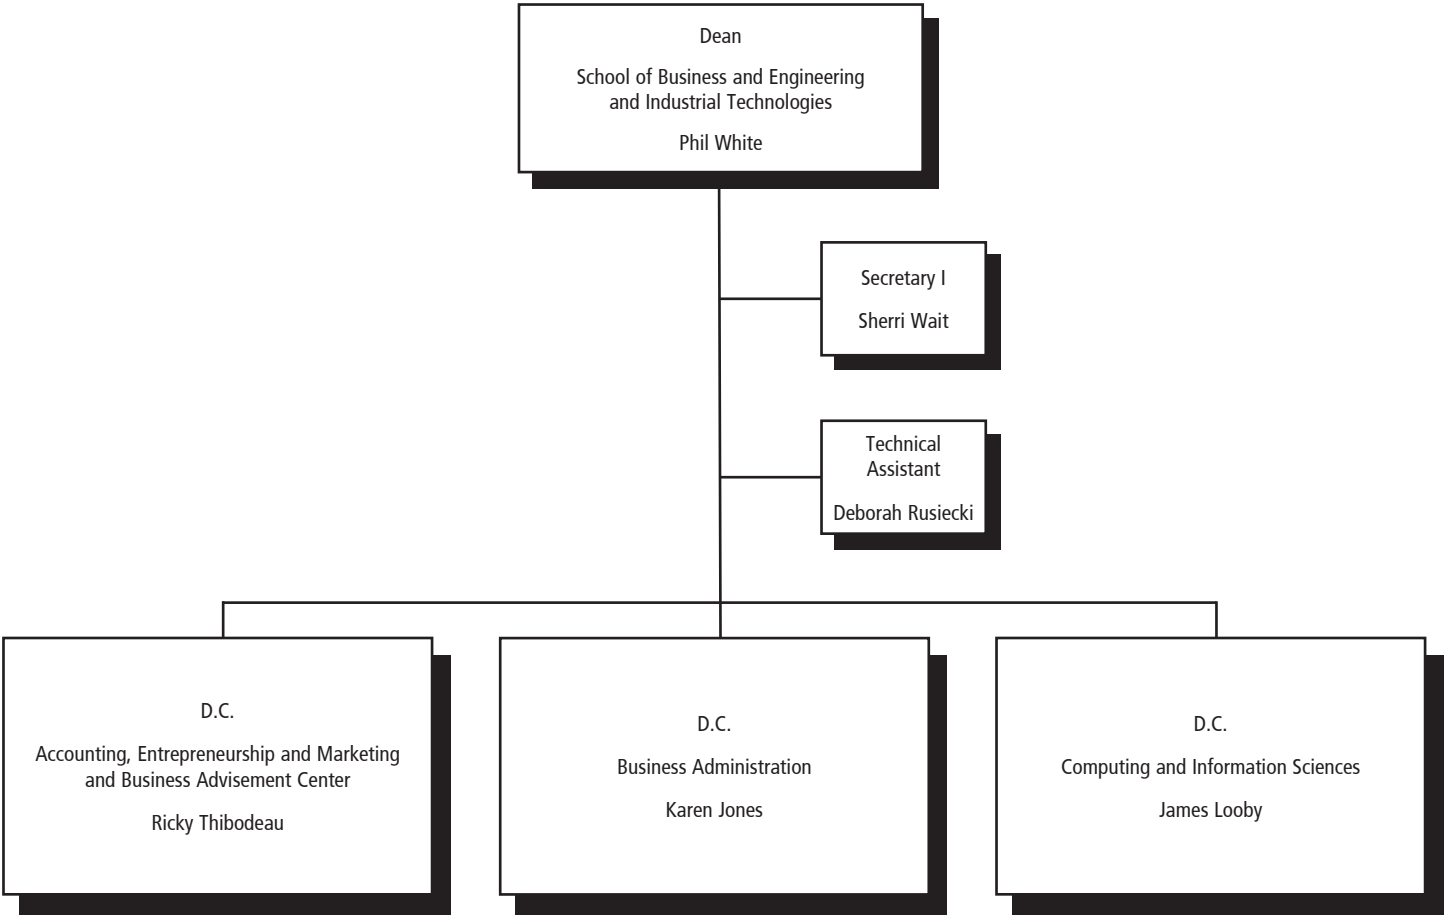 Dean
School of Business and Engineering
and Industrial Technologies
Phil White
Secretary I
Sherri Wait
Technical
Assistant
Deborah Rusiecki
D.C.
Accounting, Entrepreneurship and Marketing
and Business Advisement Center
Ricky Thibodeau
D.C.
Business Administration
Karen Jones
D.C.
Computing and Information Sciences
James Looby